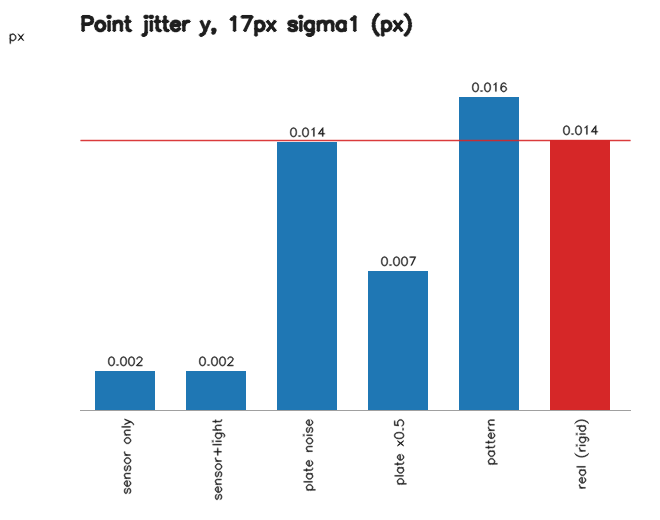 Point jitter y, 17px sigma1 (px)
px
0.002
0.002
0.014
0.007
0.016
0.014
sensor only
sensor+light
plate noise
plate x0.5
pattern
real (rigid)